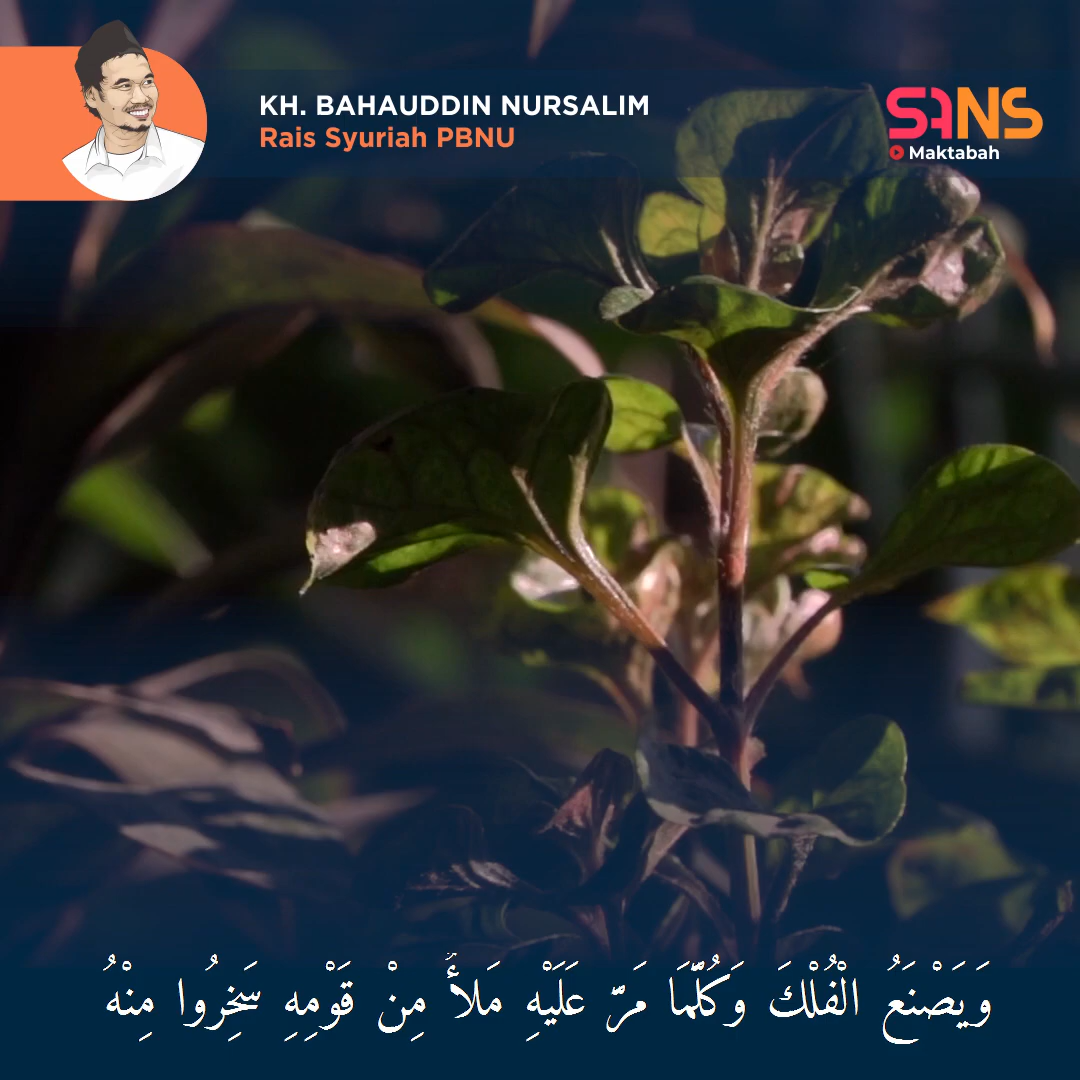 KH. BAHAUDDIN NURSALIM
Rais Syuriah PBNU
SANS
Maktabah
وَيَصْنَعُ الْفُلْكَ وَكُلَّمَا مَرَّ عَلَيْهِ مَلأٌ مِنْ قَوْمِهِ سَخِرُوا مِنْهُ